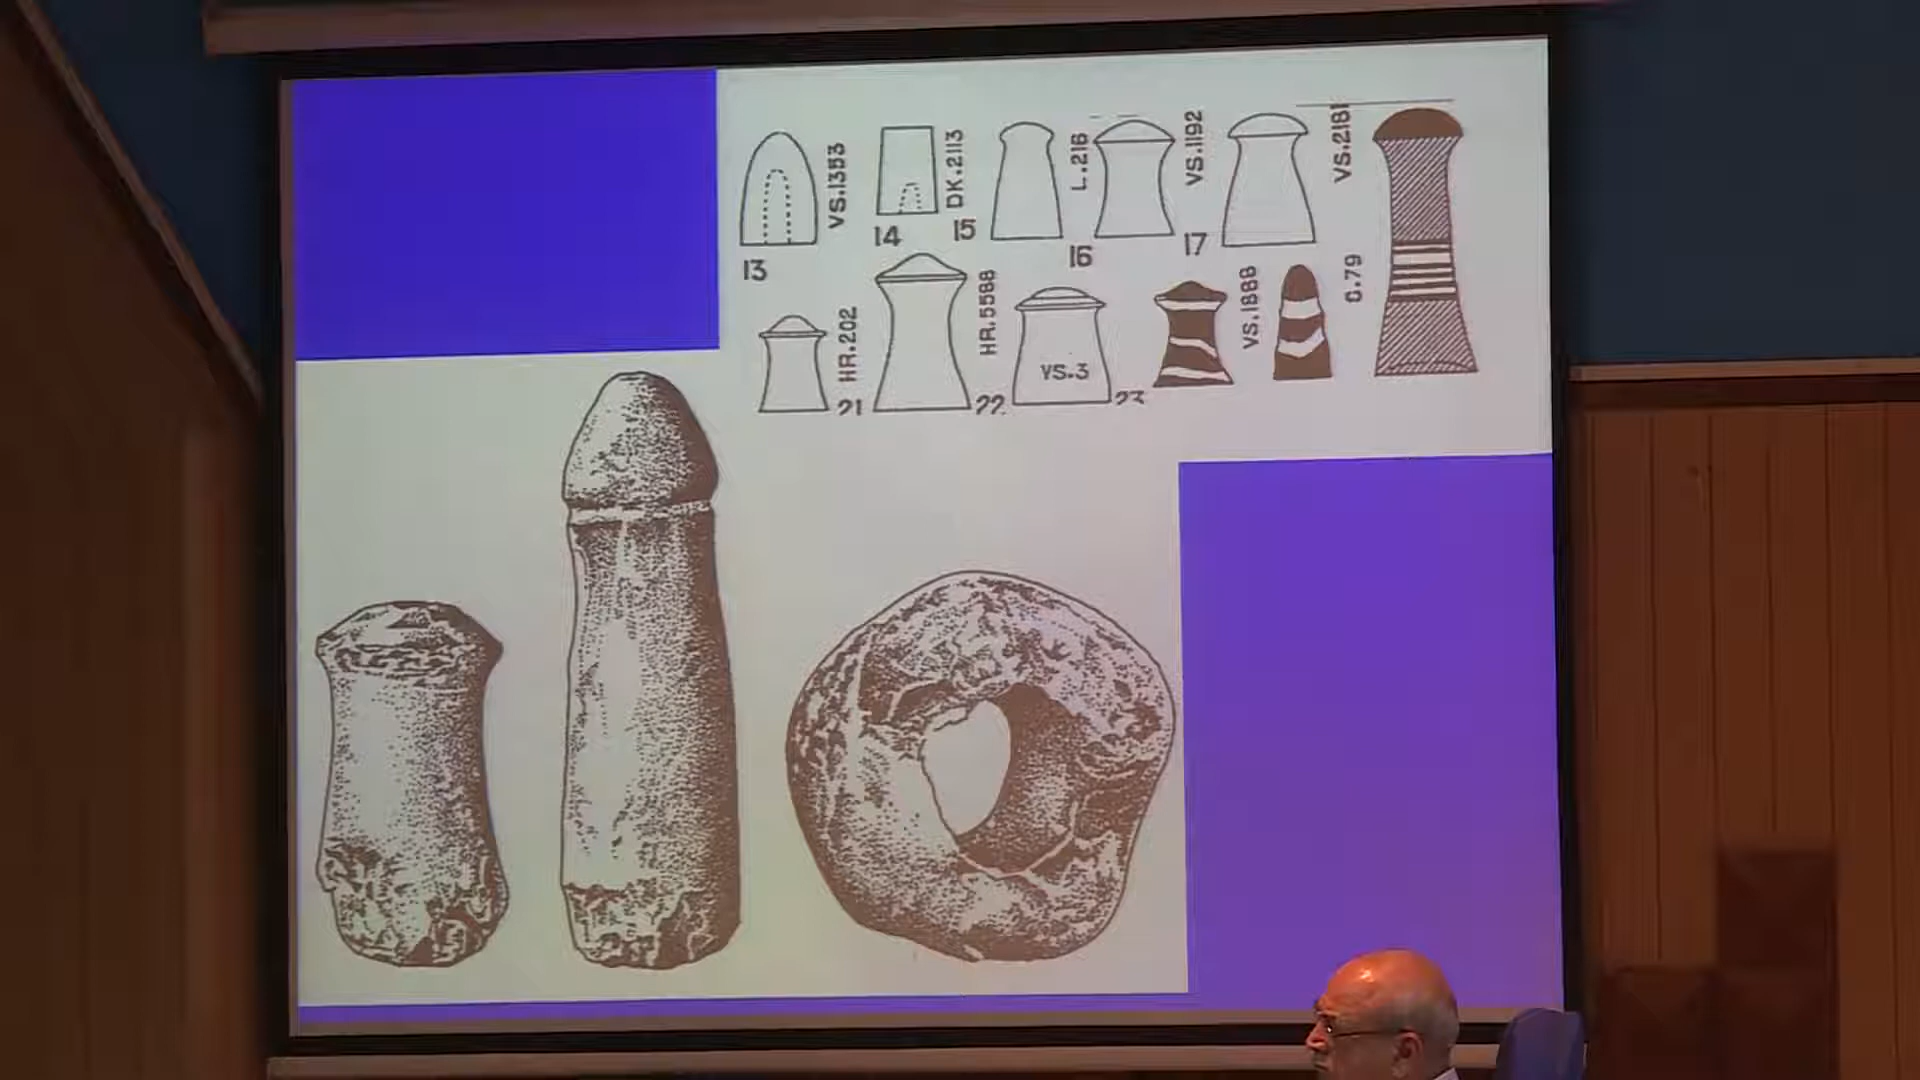 VS.1353
DK.2113
L.216
VS.1192
VS.2181
13
14
15
16
17
HR.202
HR.5588
VS.3
VS.1888
C.79
21
22
23